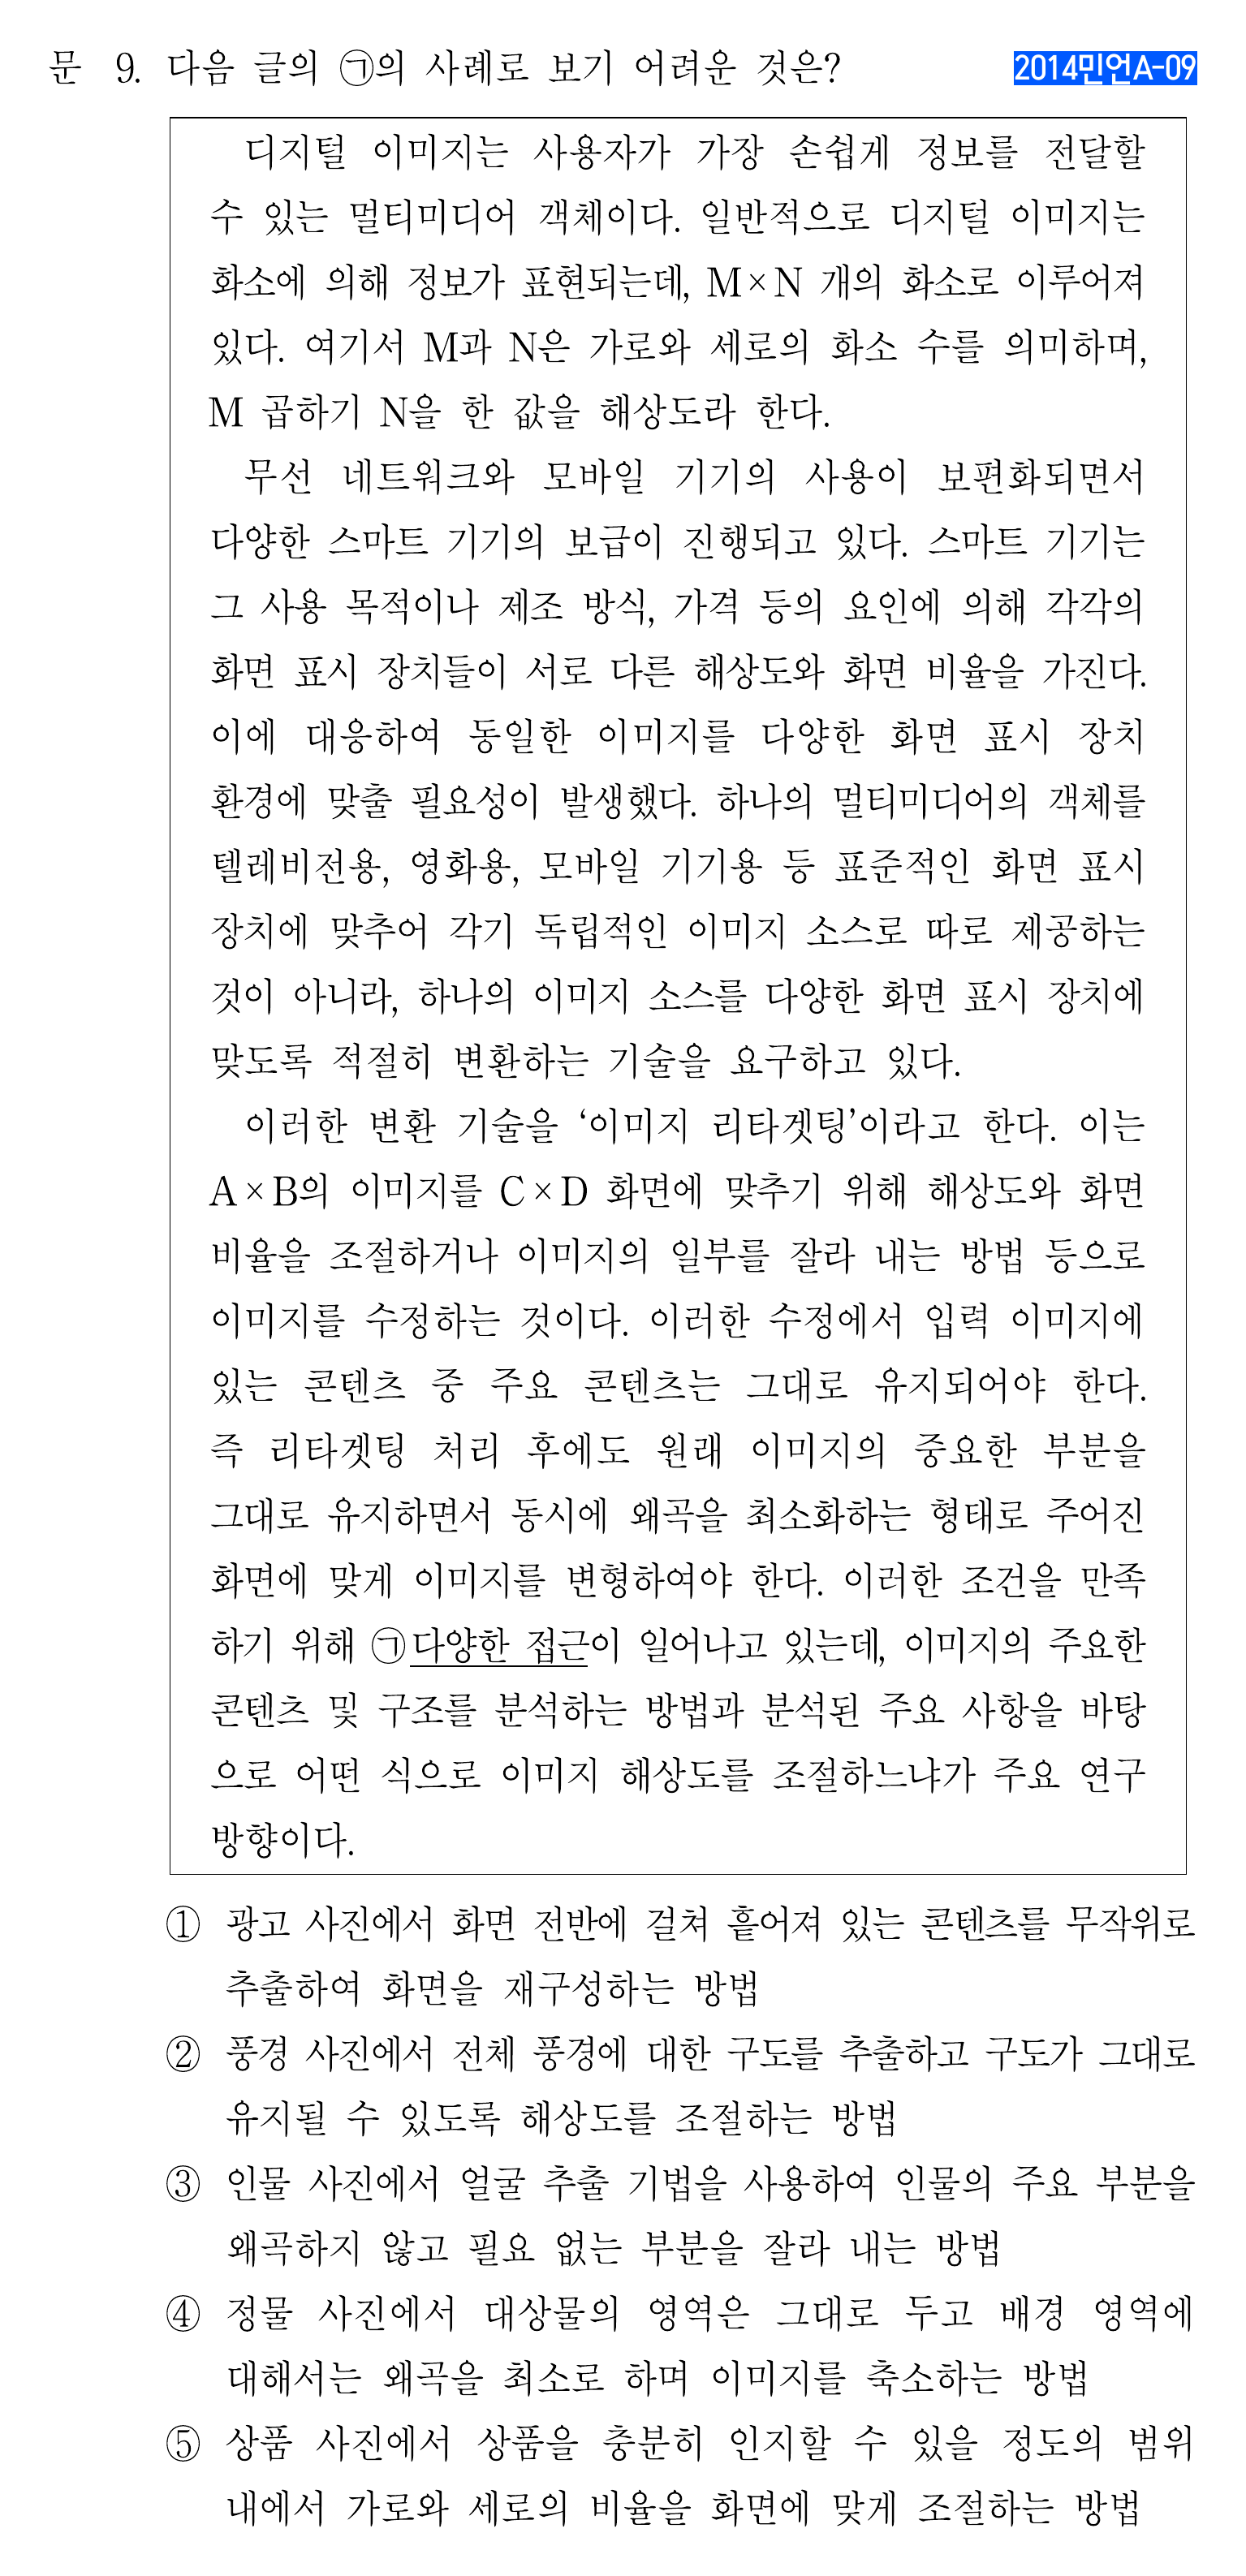 문 9. 다음 글의 ㉠의 사례로 보기 어려운 것은?
2014민언A-09
디지털 이미지는 사용자가 가장 손쉽게 정보를 전달할
수 있는 멀티미디어 객체이다. 일반적으로 디지털 이미지는
화소에 의해 정보가 표현되는데, M×N 개의 화소로 이루어져
있다. 여기서 M과 N은 가로와 세로의 화소 수를 의미하며,
M 곱하기 N을 한 값을 해상도라 한다.
무선 네트워크와 모바일 기기의 사용이 보편화되면서
다양한 스마트 기기의 보급이 진행되고 있다. 스마트 기기는
그 사용 목적이나 제조 방식, 가격 등의 요인에 의해 각각의
화면 표시 장치들이 서로 다른 해상도와 화면 비율을 가진다.
이에 대응하여 동일한 이미지를 다양한 화면 표시 장치
환경에 맞출 필요성이 발생했다. 하나의 멀티미디어의 객체를
텔레비전용, 영화용, 모바일 기기용 등 표준적인 화면 표시
장치에 맞추어 각기 독립적인 이미지 소스로 따로 제공하는
것이 아니라, 하나의 이미지 소스를 다양한 화면 표시 장치에
맞도록 적절히 변환하는 기술을 요구하고 있다.
이러한 변환 기술을 ‘이미지 리타겟팅’이라고 한다. 이는
A×B의 이미지를 C×D 화면에 맞추기 위해 해상도와 화면
비율을 조절하거나 이미지의 일부를 잘라 내는 방법 등으로
이미지를 수정하는 것이다. 이러한 수정에서 입력 이미지에
있는 콘텐츠 중 주요 콘텐츠는 그대로 유지되어야 한다.
즉 리타겟팅 처리 후에도 원래 이미지의 중요한 부분을
그대로 유지하면서 동시에 왜곡을 최소화하는 형태로 주어진
화면에 맞게 이미지를 변형하여야 한다. 이러한 조건을 만족
하기 위해 ㉠다양한 접근이 일어나고 있는데, 이미지의 주요한
콘텐츠 및 구조를 분석하는 방법과 분석된 주요 사항을 바탕
으로 어떤 식으로 이미지 해상도를 조절하느냐가 주요 연구
방향이다.
① 광고 사진에서 화면 전반에 걸쳐 흩어져 있는 콘텐츠를 무작위로
추출하여 화면을 재구성하는 방법
② 풍경 사진에서 전체 풍경에 대한 구도를 추출하고 구도가 그대로
유지될 수 있도록 해상도를 조절하는 방법
③ 인물 사진에서 얼굴 추출 기법을 사용하여 인물의 주요 부분을
왜곡하지 않고 필요 없는 부분을 잘라 내는 방법
④ 정물 사진에서 대상물의 영역은 그대로 두고 배경 영역에
대해서는 왜곡을 최소로 하며 이미지를 축소하는 방법
⑤ 상품 사진에서 상품을 충분히 인지할 수 있을 정도의 범위
내에서 가로와 세로의 비율을 화면에 맞게 조절하는 방법